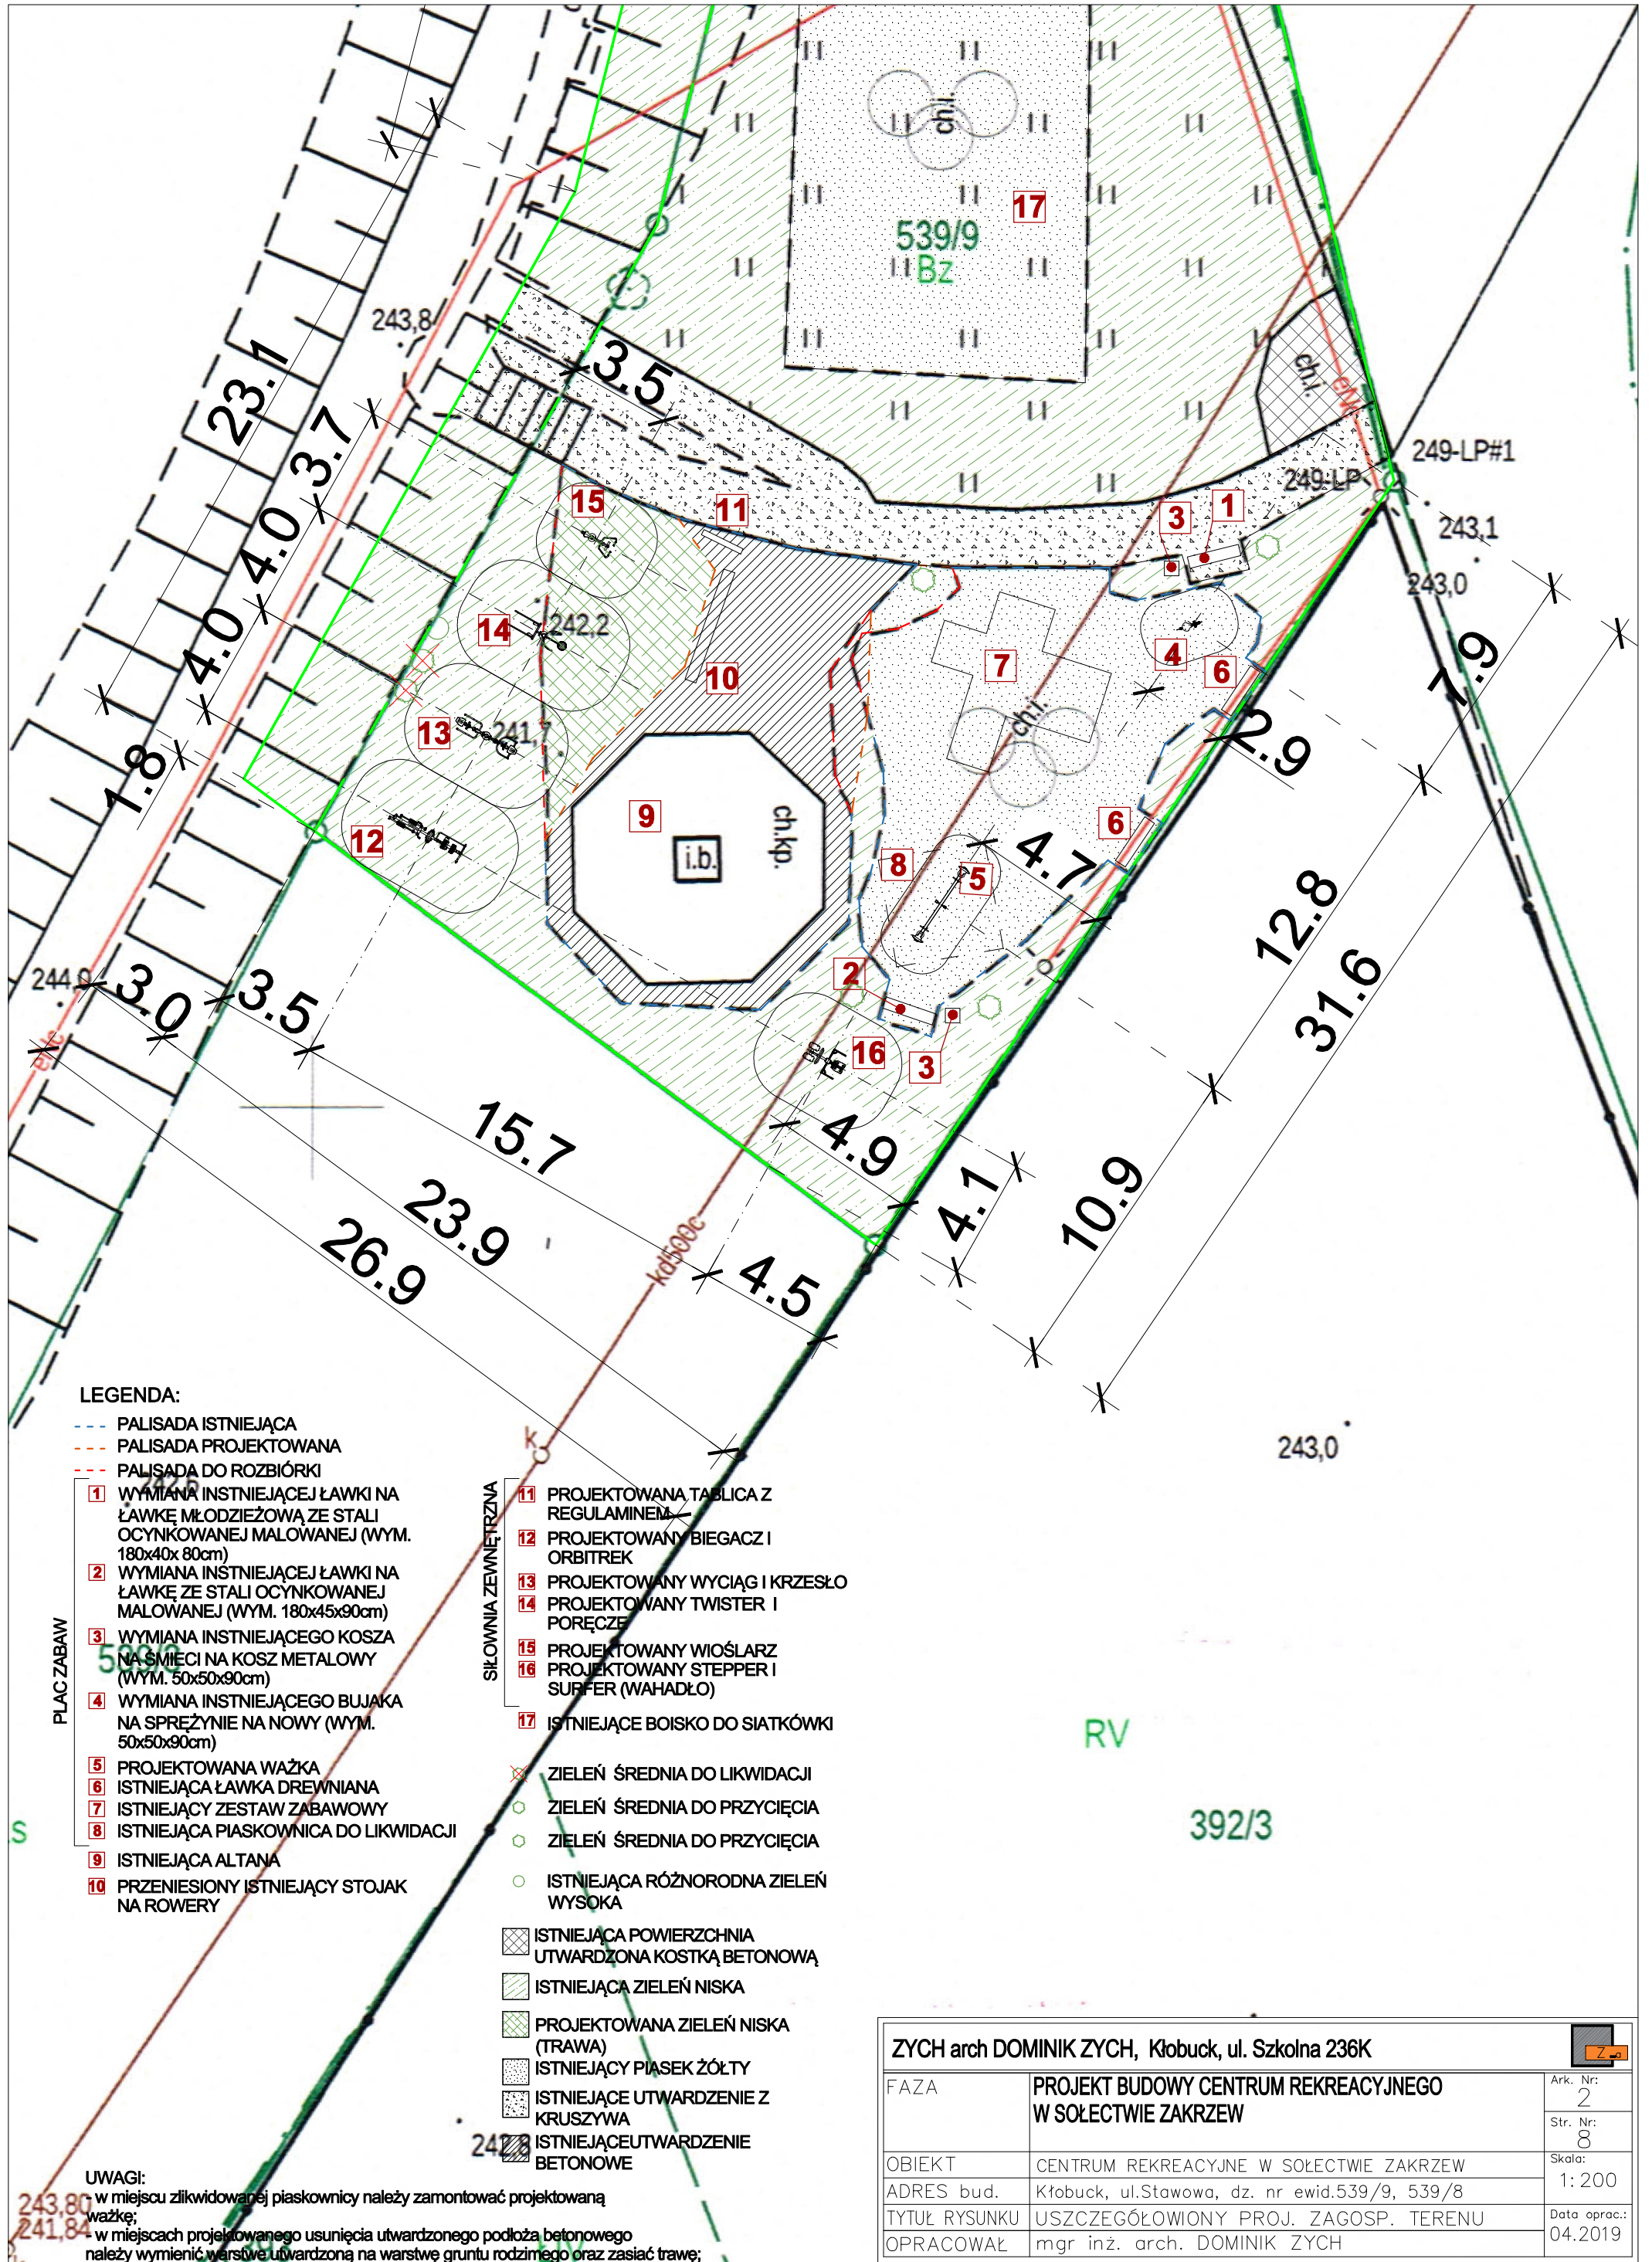 ch.i.
17
539/9
Bz
243,8
3.5
23.1
3.7
4.0
4.0
1.8
ch.i.
eNc
249-LP#1
249-LP
243,1
243,0
15
11
3
1
14
242,2
10
7
4
6
ch.i.
13
241,7
2.9
7.9
12
9
i.b.
ch.kp.
6
8
5
4.7
12.8
31.6
244,0
3.0
3.5
2
16
3
eNc
15.7
4.9
4.1
10.9
23.9
26.9
kd500c
4.5
k
243,0
RV
392/3
LEGENDA:
PALISADA ISTNIEJĄCA
PALISADA PROJEKTOWANA
PALISADA DO ROZBIÓRKI
242,6
PLAC ZABAW
1 WYMIANA INSTNIEJĄCEJ ŁAWKI NA
ŁAWKĘ MŁODZIEŻOWĄ ZE STALI
OCYNKOWANEJ MALOWANEJ (WYM.
180x40x 80cm)
2 WYMIANA INSTNIEJĄCEJ ŁAWKI NA
ŁAWKĘ ZE STALI OCYNKOWANEJ
MALOWANEJ (WYM. 180x45x90cm)
3 WYMIANA INSTNIEJĄCEGO KOSZA
NA ŚMIECI NA KOSZ METALOWY
(WYM. 50x50x90cm)
539/8
4 WYMIANA INSTNIEJĄCEGO BUJAKA
NA SPRĘŻYNIE NA NOWY (WYM.
50x50x90cm)
5 PROJEKTOWANA WAŻKA
6 ISTNIEJĄCA ŁAWKA DREWNIANA
7 ISTNIEJĄCY ZESTAW ZABAWOWY
8 ISTNIEJĄCA PIASKOWNICA DO LIKWIDACJI
9 ISTNIEJĄCA ALTANA
10 PRZENIESIONY ISTNIEJĄCY STOJAK
NA ROWERY
SIŁOWNIA ZEWNĘTRZNA
11 PROJEKTOWANA TABLICA Z
REGULAMINEM
12 PROJEKTOWANY BIEGACZ I
ORBITREK
13 PROJEKTOWANY WYCIĄG I KRZESŁO
14 PROJEKTOWANY TWISTER I
PORĘCZE
15 PROJEKTOWANY WIOŚLARZ
16 PROJEKTOWANY STEPPER I
SURFER (WAHADŁO)
17 ISTNIEJĄCE BOISKO DO SIATKÓWKI
ZIELEŃ ŚREDNIA DO LIKWIDACJI
ZIELEŃ ŚREDNIA DO PRZYCIĘCIA
ZIELEŃ ŚREDNIA DO PRZYCIĘCIA
ISTNIEJĄCA RÓŻNORODNA ZIELEŃ
WYSOKA
ISTNIEJĄCA POWIERZCHNIA
UTWARDZONA KOSTKĄ BETONOWĄ
ISTNIEJĄCA ZIELEŃ NISKA
PROJEKTOWANA ZIELEŃ NISKA
(TRAWA)
ISTNIEJĄCY PIASEK ŻÓŁTY
ISTNIEJĄCE UTWARDZENIE Z
KRUSZYWA
242,8
ISTNIEJĄCEUTWARDZENIE
BETONOWE
UWAGI:
- w miejscu zlikwidowanej piaskownicy należy zamontować projektowaną
ważkę;
- w miejscach projektowanego usunięcia utwardzonego podłoża betonowego
należy wymienić warstwę utwardzoną na warstwę gruntu rodzimego oraz zasiać trawę;
243,80
241,84
ZYCH arch DOMINIK ZYCH, Kłobuck, ul. Szkolna 236K
FAZA
PROJEKT BUDOWY CENTRUM REKREACYJNEGO
W SOŁECTWIE ZAKRZEW
Ark. Nr:
2
Str. Nr:
8
OBIEKT CENTRUM REKREACYJNE W SOŁECTWIE ZAKRZEW
Skala:
1:200
ADRES bud. Kłobuck, ul.Stawowa, dz. nr ewid.539/9, 539/8
TYTUŁ RYSUNKU USZCZEGÓŁOWIONY PROJ. ZAGOSP. TERENU
Data oprac.:
04.2019
OPRACOWAŁ mgr inż. arch. DOMINIK ZYCH